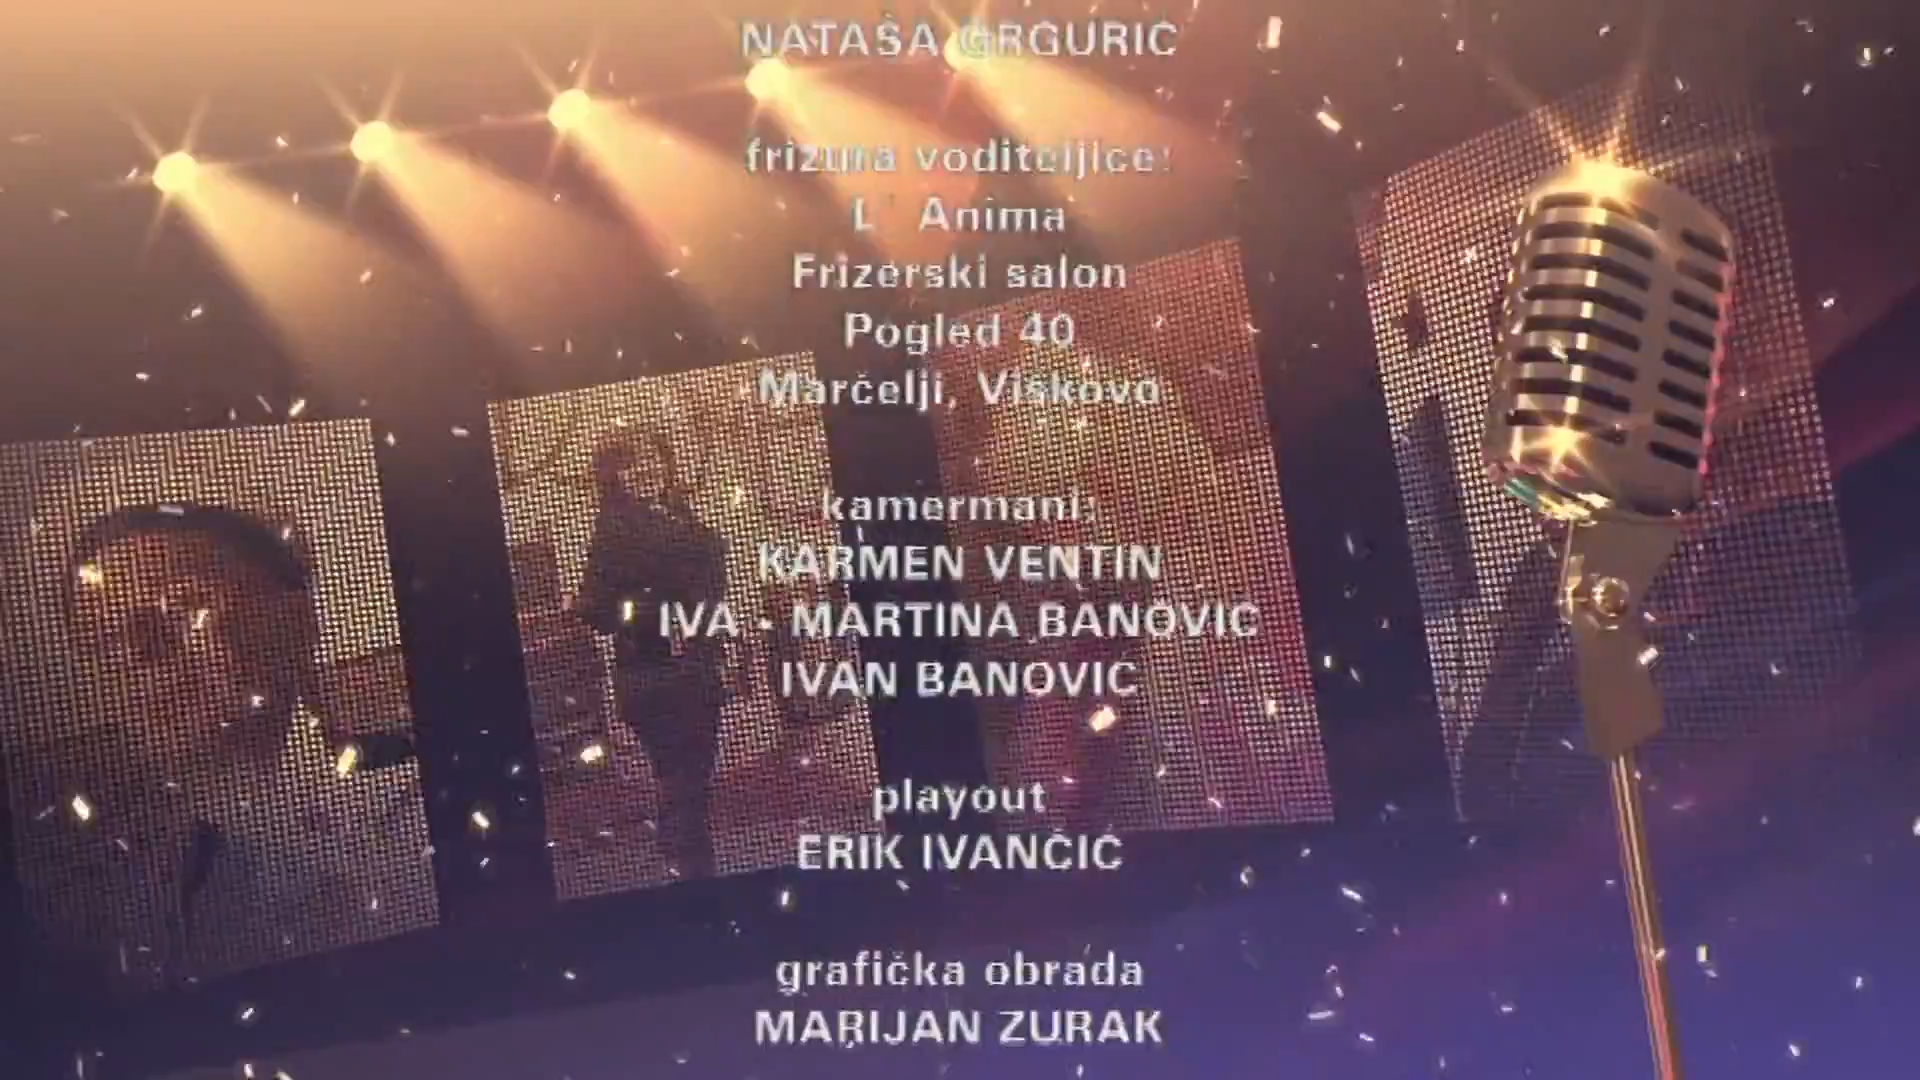 NATAŠA GRGURIĆ
frizura voditeljice:
L' Anima
Frizerski salon
Pogled 40
Marčelji, Viškovo
kamermani:
KARMEN VENTIN
IVA - MARTINA BANOVIĆ
IVAN BANOVIĆ
playout
ERIK IVANČIĆ
grafička obrada
MARIJAN ZURAK